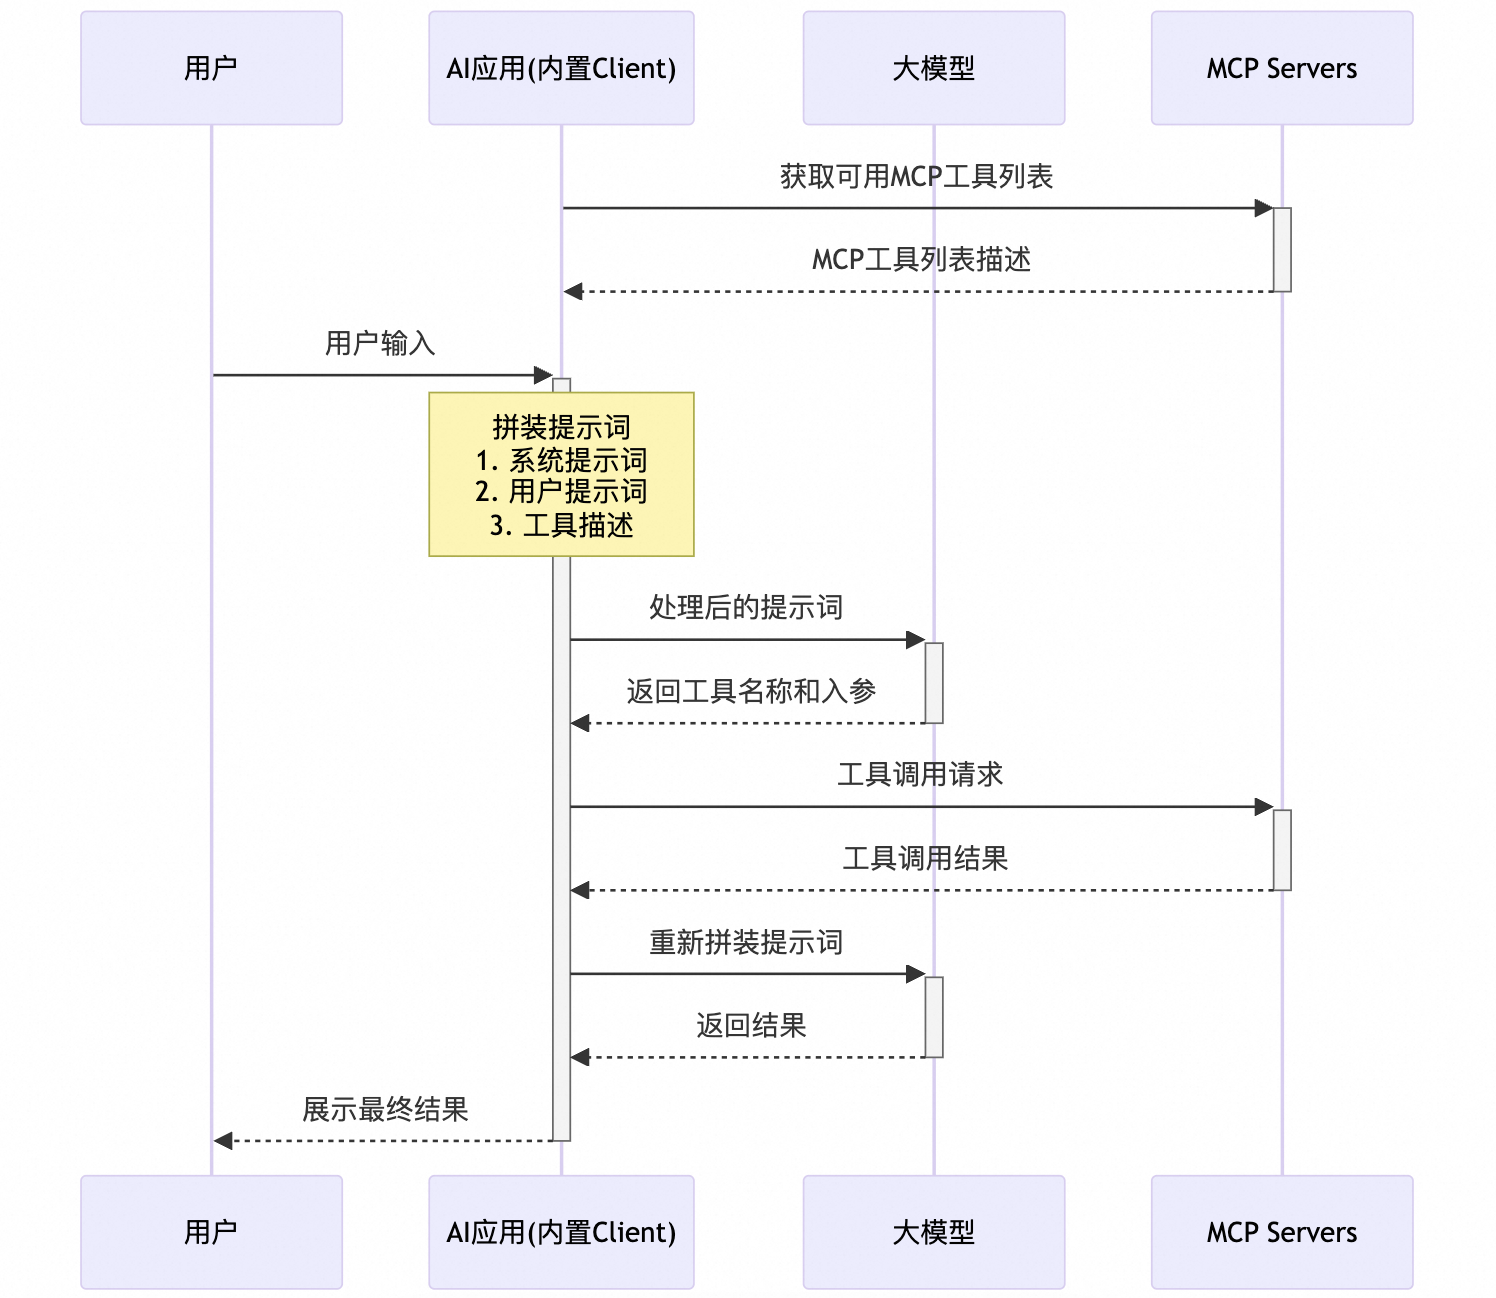 用户
AI应用(内置Client)
大模型
MCP Servers
获取可用MCP工具列表
MCP工具列表描述
用户输入
拼装提示词
1. 系统提示词
2. 用户提示词
3. 工具描述
处理后的提示词
返回工具名称和入参
工具调用请求
工具调用结果
重新拼装提示词
返回结果
展示最终结果
用户
AI应用(内置Client)
大模型
MCP Servers